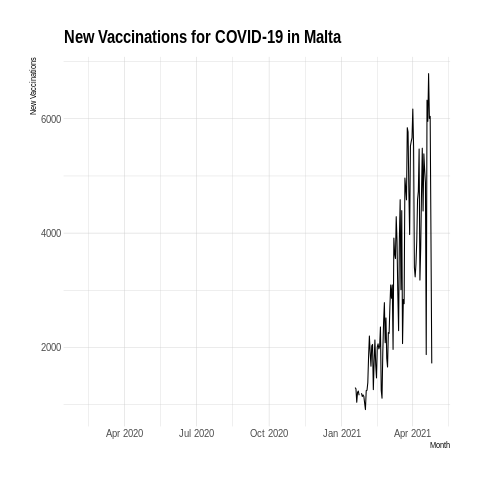 New Vaccinations for COVID-19 in Malta
New Vaccinations
6000
4000
2000
Apr 2020 Jul 2020 Oct 2020 Jan 2021 Apr 2021
Month